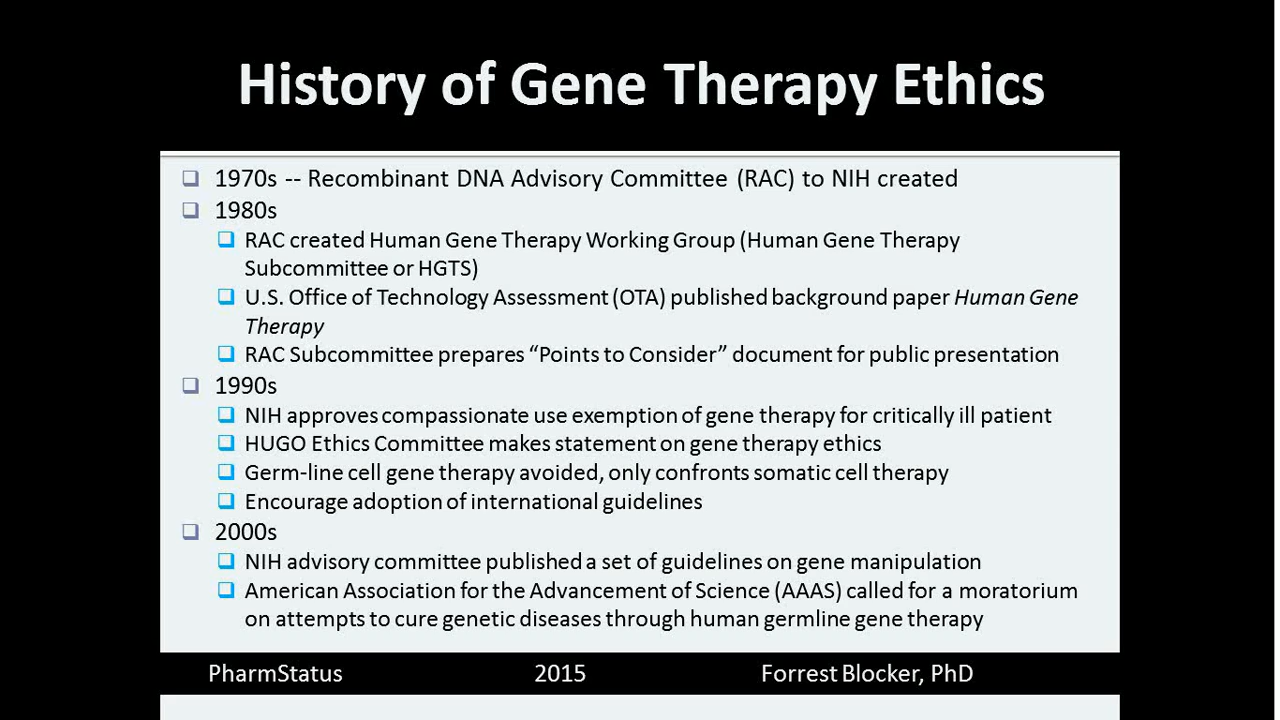 History of Gene Therapy Ethics
1970s -- Recombinant DNA Advisory Committee (RAC) to NIH created
1980s
RAC created Human Gene Therapy Working Group (Human Gene Therapy
Subcommittee or HGTS)
U.S. Office of Technology Assessment (OTA) published background paper Human Gene
Therapy
RAC Subcommittee prepares “Points to Consider” document for public presentation
1990s
NIH approves compassionate use exemption of gene therapy for critically ill patient
HUGO Ethics Committee makes statement on gene therapy ethics
Germ-line cell gene therapy avoided, only confronts somatic cell therapy
Encourage adoption of international guidelines
2000s
NIH advisory committee published a set of guidelines on gene manipulation
American Association for the Advancement of Science (AAAS) called for a moratorium
on attempts to cure genetic diseases through human germline gene therapy
PharmStatus 2015 Forrest Blocker, PhD